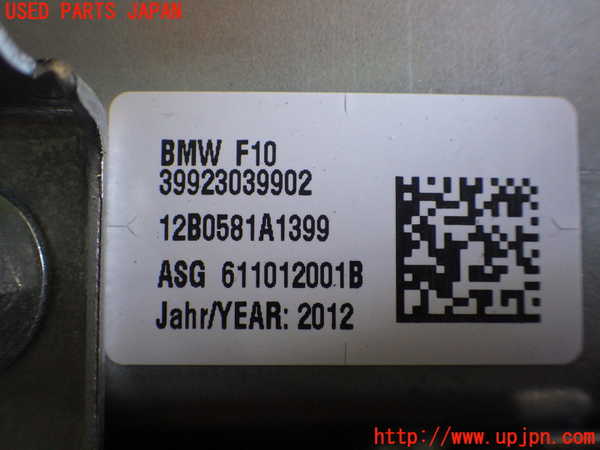 USED PARTS JAPAN
BMW F10
39923039902
12B0581A1399
ASG 611012001B
Jahr/YEAR: 2012
http://www.upjpn.com